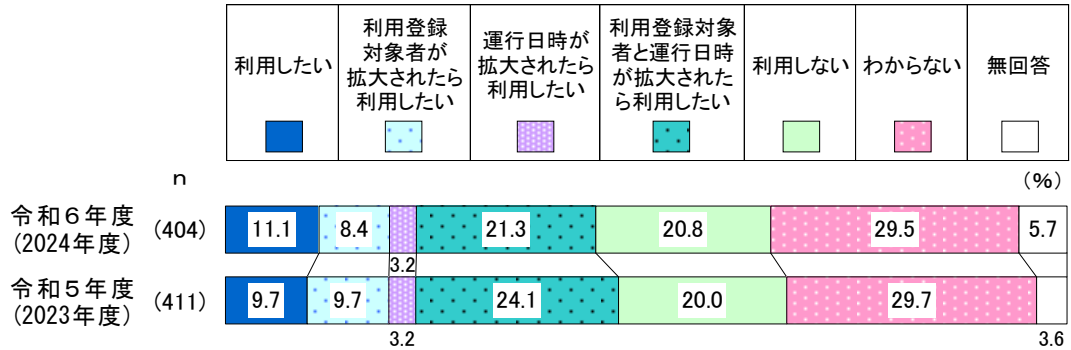 利用したい
利用登録
対象者が
拡大されたら
利用したい
運行日時が
拡大されたら
利用したい
利用登録対象
者と運行日時
が拡大された
ら利用したい
利用しない
わからない
無回答
n
(%)
令和6年度
(2024年度)
(404)
11.1
8.4
3.2
21.3
20.8
29.5
5.7
令和5年度
(2023年度)
(411)
9.7
9.7
3.2
24.1
20.0
29.7
3.6